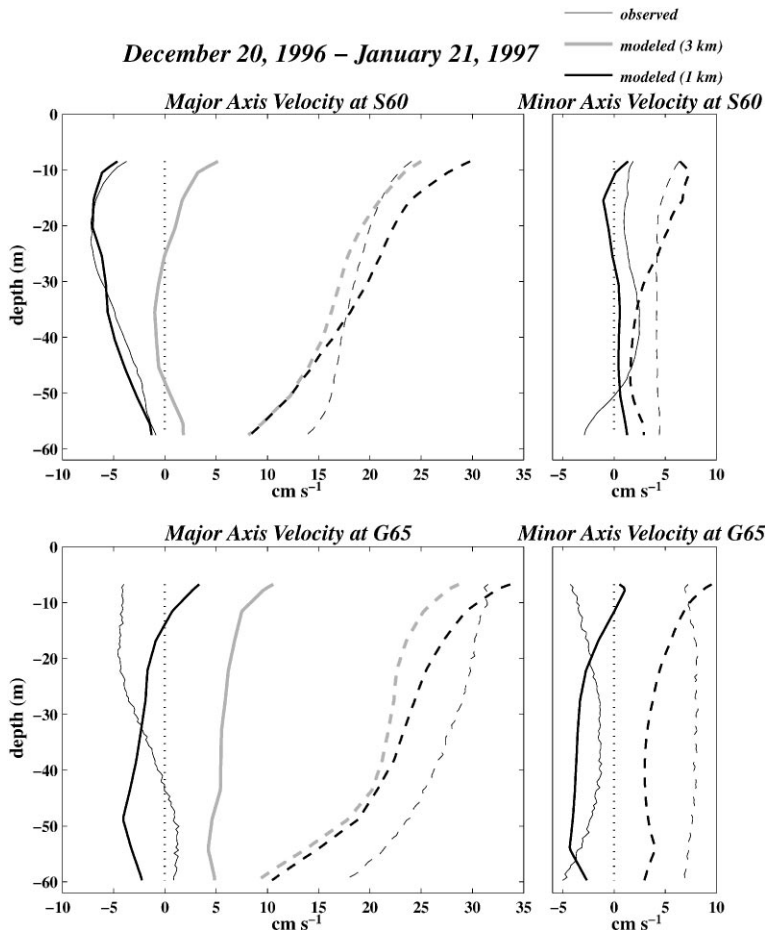 observed
December 20, 1996 – January 21, 1997
modeled (3 km)
modeled (1 km)
Major Axis Velocity at S60
Minor Axis Velocity at S60
0
−10
−20
−30
−40
−50
−60
depth (m)
−10 −5 0 5 10 15 20 25 30 35
cm s⁻¹
−5 0 5 10
cm s⁻¹
Major Axis Velocity at G65
Minor Axis Velocity at G65
0
−10
−20
−30
−40
−50
−60
depth (m)
−10 −5 0 5 10 15 20 25 30 35
cm s⁻¹
−5 0 5 10
cm s⁻¹